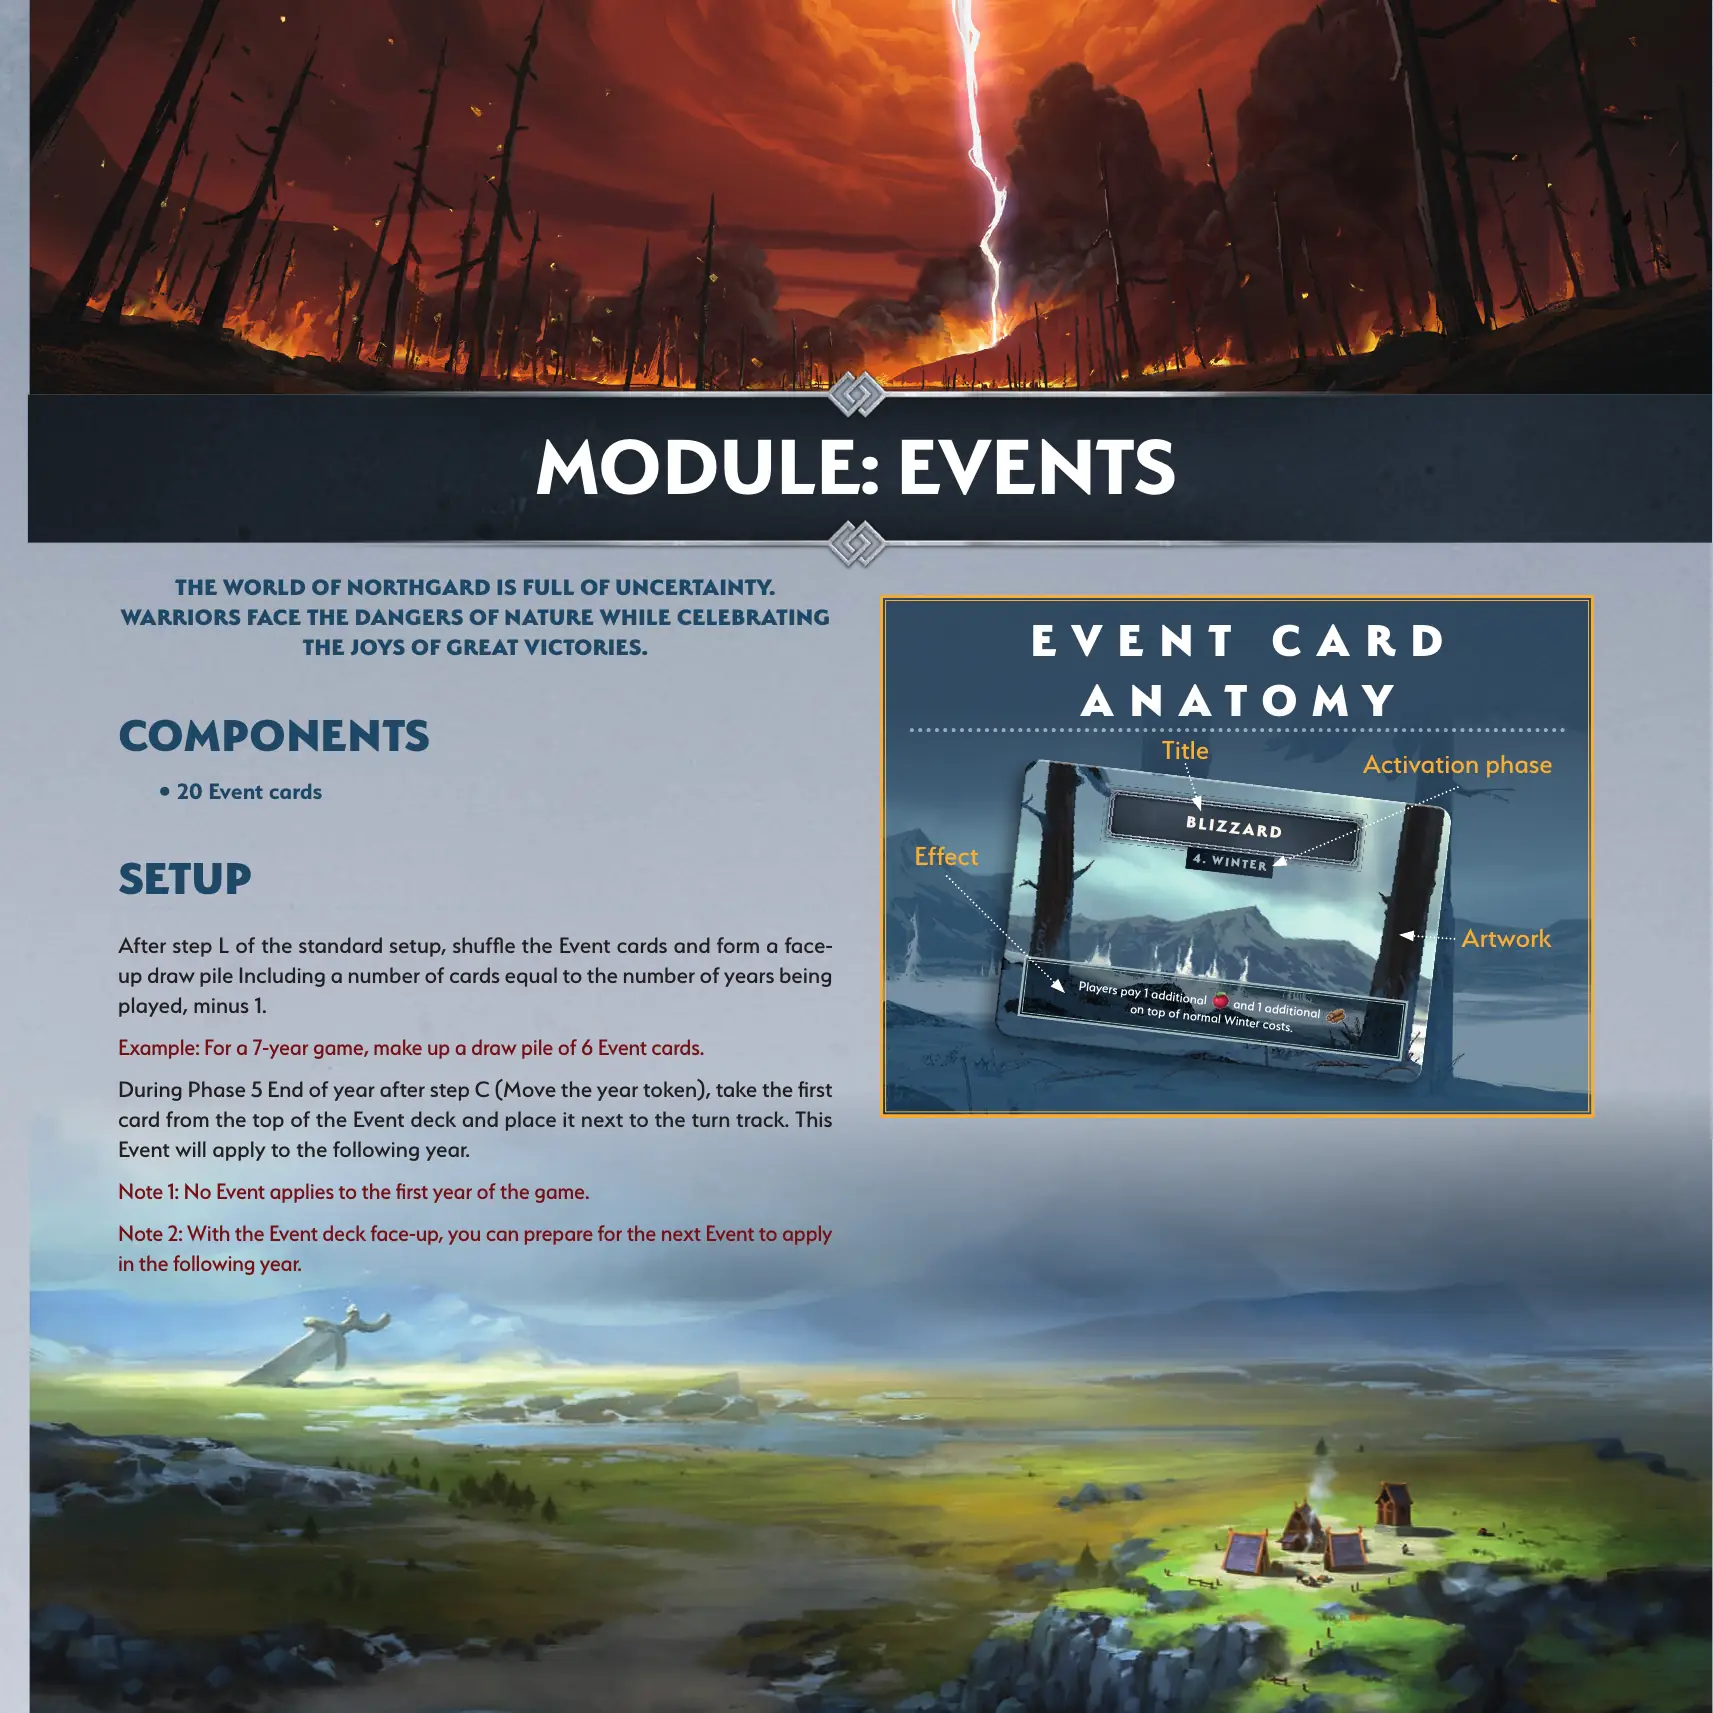 MODULE: EVENTS
THE WORLD OF NORTHGARD IS FULL OF UNCERTAINTY.
WARRIORS FACE THE DANGERS OF NATURE WHILE CELEBRATING
THE JOYS OF GREAT VICTORIES.
COMPONENTS
• 20 Event cards
SETUP
After step L of the standard setup, shuffle the Event cards and form a face-
up draw pile Including a number of cards equal to the number of years being
played, minus 1.
Example: For a 7-year game, make up a draw pile of 6 Event cards.
During Phase 5 End of year after step C (Move the year token), take the first
card from the top of the Event deck and place it next to the turn track. This
Event will apply to the following year.
Note 1: No Event applies to the first year of the game.
Note 2: With the Event deck face-up, you can prepare for the next Event to apply
in the following year.
EVENT CARD
ANATOMY
Title
Activation phase
BLIZZARD
4. WINTER
Effect
Artwork
Players pay 1 additional and 1 additional
on top of normal Winter costs.